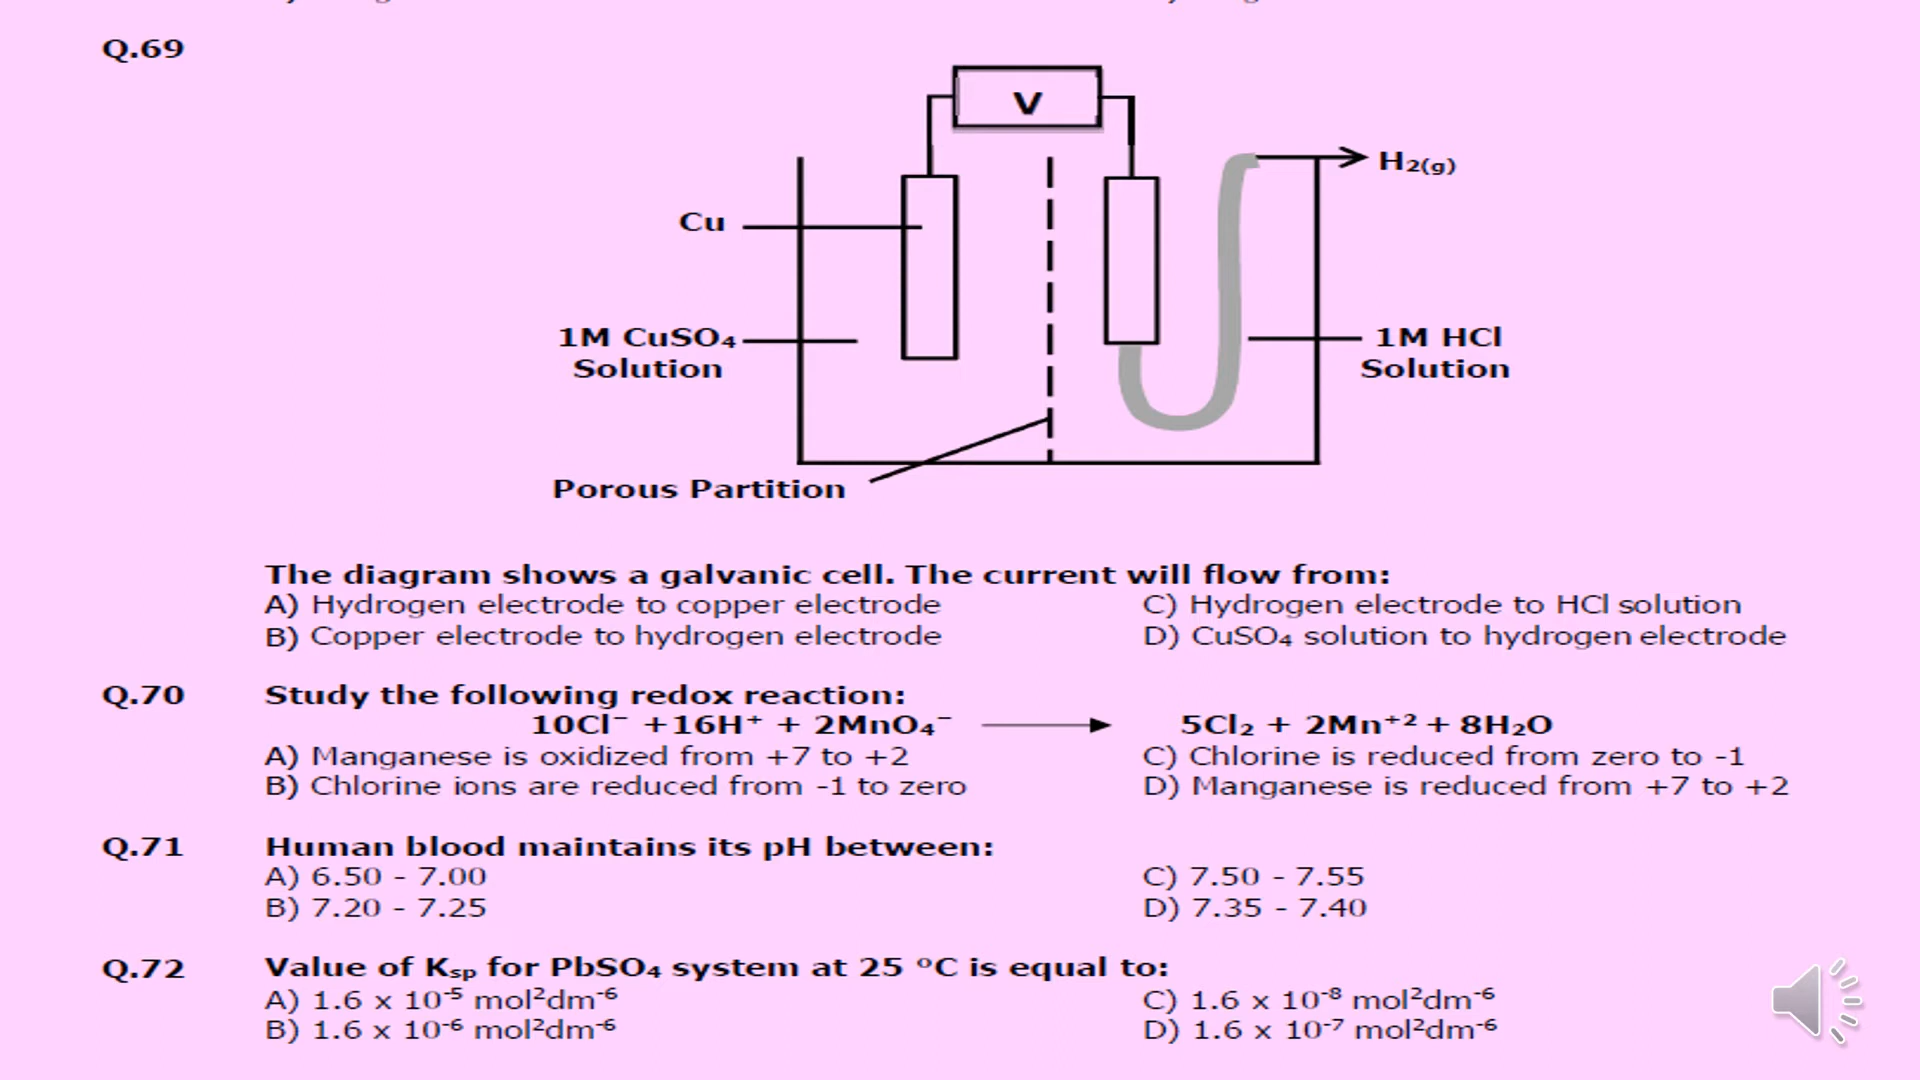 Q.69
V
H₂(g)
Cu
1M CuSO₄
Solution
1M HCl
Solution
Porous Partition
The diagram shows a galvanic cell. The current will flow from:
A) Hydrogen electrode to copper electrode
C) Hydrogen electrode to HCl solution
B) Copper electrode to hydrogen electrode
D) CuSO₄ solution to hydrogen electrode
Q.70 Study the following redox reaction:
10Cl⁻ +16H⁺ + 2MnO₄⁻ → 5Cl₂ + 2Mn⁺² + 8H₂O
A) Manganese is oxidized from +7 to +2
C) Chlorine is reduced from zero to -1
B) Chlorine ions are reduced from -1 to zero
D) Manganese is reduced from +7 to +2
Q.71 Human blood maintains its pH between:
A) 6.50 - 7.00
C) 7.50 - 7.55
B) 7.20 - 7.25
D) 7.35 - 7.40
Q.72 Value of Ksp for PbSO₄ system at 25 °C is equal to:
A) 1.6 x 10⁻⁵ mol²dm⁻⁶
C) 1.6 x 10⁻⁸ mol²dm⁻⁶
B) 1.6 x 10⁻⁶ mol²dm⁻⁶
D) 1.6 x 10⁻⁷ mol²dm⁻⁶